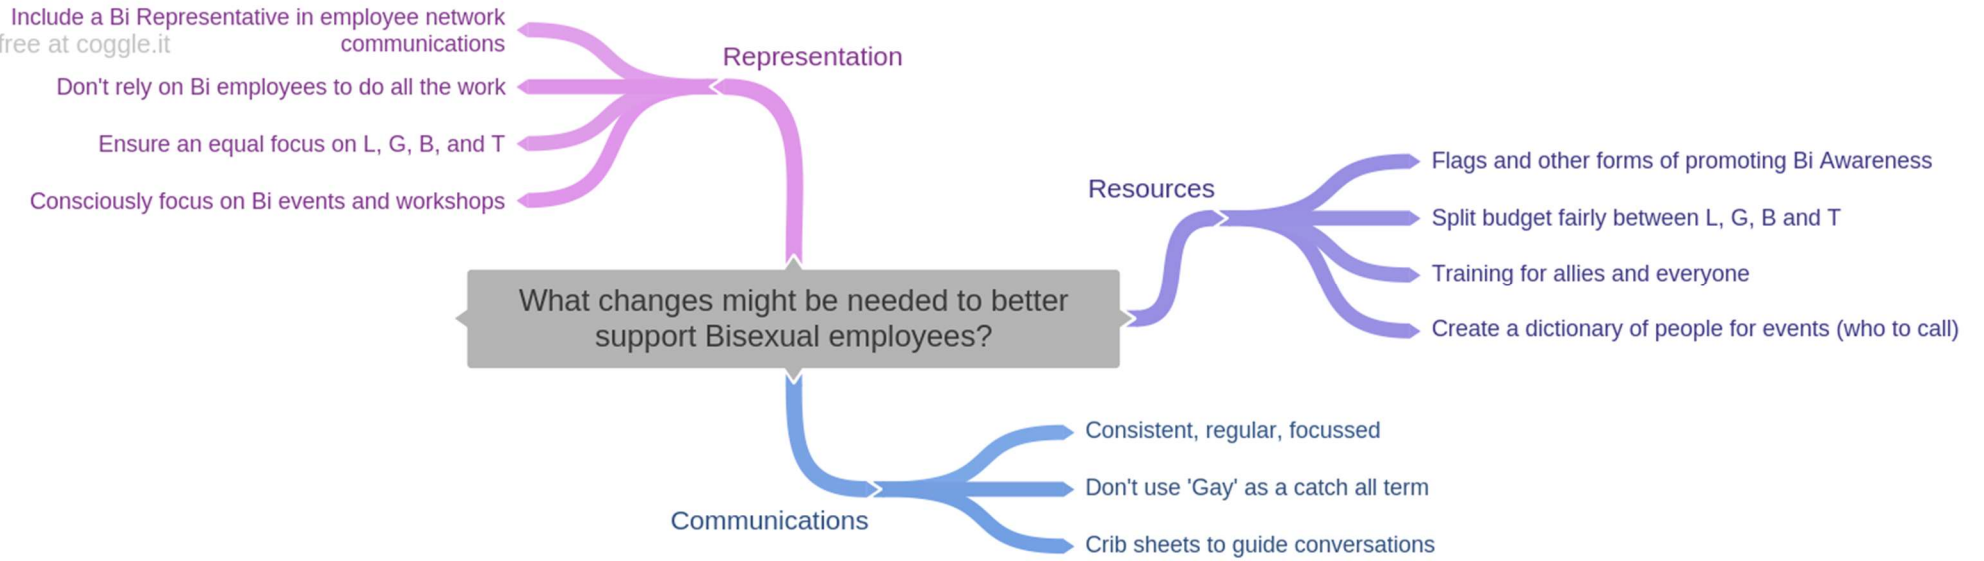 Include a Bi Representative in employee network
communications
free at coggle.it
Don't rely on Bi employees to do all the work
Ensure an equal focus on L, G, B, and T
Consciously focus on Bi events and workshops
Representation
Resources
Flags and other forms of promoting Bi Awareness
Split budget fairly between L, G, B and T
Training for allies and everyone
Create a dictionary of people for events (who to call)
What changes might be needed to better
support Bisexual employees?
Communications
Consistent, regular, focussed
Don't use 'Gay' as a catch all term
Crib sheets to guide conversations